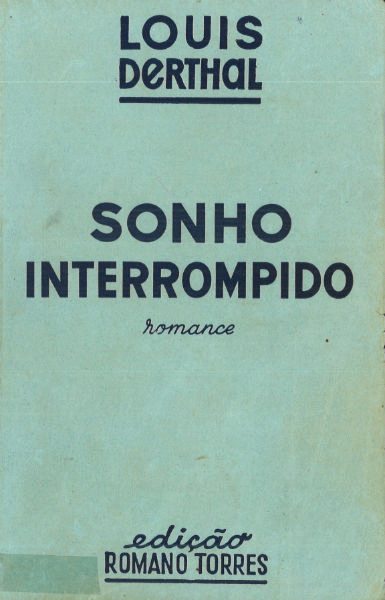 LOUIS
DERTHAL
SONHO
INTERROMPIDO
romance
edição
ROMANO TORRES